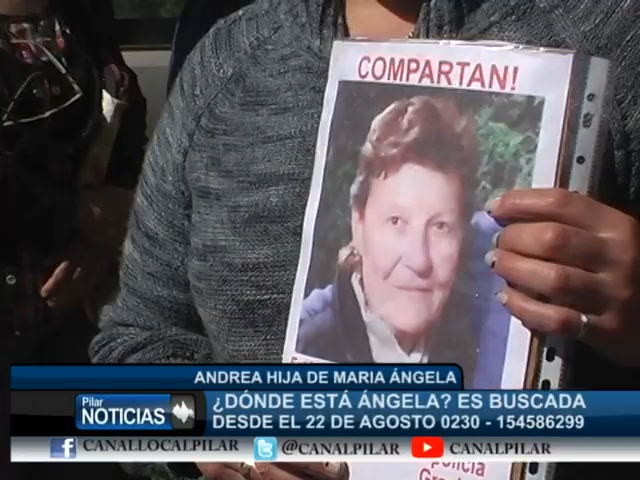 COMPARTAN!
ANDREA HIJA DE MARIA ÁNGELA
Pilar
NOTICIAS
¿DÓNDE ESTÁ ÁNGELA? ES BUSCADA
DESDE EL 22 DE AGOSTO 0230 - 154586299
CANALLOCALPILAR
CANALPILAR
CANALPILAR
policía